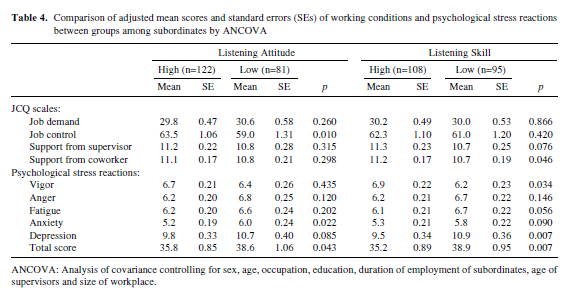 Table 4. Comparison of adjusted mean scores and standard errors (SEs) of working conditions and psychological stress reactions
between groups among subordinates by ANCOVA
Listening Attitude Listening Skill
High (n=122) Low (n=81) High (n=108) Low (n=95)
Mean SE Mean SE p Mean SE Mean SE p
JCQ scales:
Job demand 29.8 0.47 30.6 0.58 0.260 30.2 0.49 30.0 0.53 0.866
Job control 63.5 1.06 59.0 1.31 0.010 62.3 1.10 61.0 1.20 0.420
Support from supervisor 11.2 0.22 10.8 0.28 0.315 11.3 0.23 10.7 0.25 0.076
Support from coworker 11.1 0.17 10.8 0.21 0.298 11.2 0.17 10.7 0.19 0.046
Psychological stress reactions:
Vigor 6.7 0.21 6.4 0.26 0.435 6.9 0.22 6.2 0.23 0.034
Anger 6.2 0.20 6.8 0.25 0.120 6.2 0.21 6.7 0.22 0.146
Fatigue 6.2 0.20 6.6 0.24 0.202 6.1 0.21 6.7 0.22 0.056
Anxiety 5.2 0.19 6.0 0.24 0.022 5.3 0.21 5.8 0.22 0.090
Depression 9.8 0.33 10.7 0.40 0.085 9.5 0.34 10.9 0.36 0.007
Total score 35.8 0.85 38.6 1.06 0.043 35.2 0.89 38.9 0.95 0.007
ANCOVA: Analysis of covariance controlling for sex, age, occupation, education, duration of employment of subordinates, age of
supervisors and size of workplace.